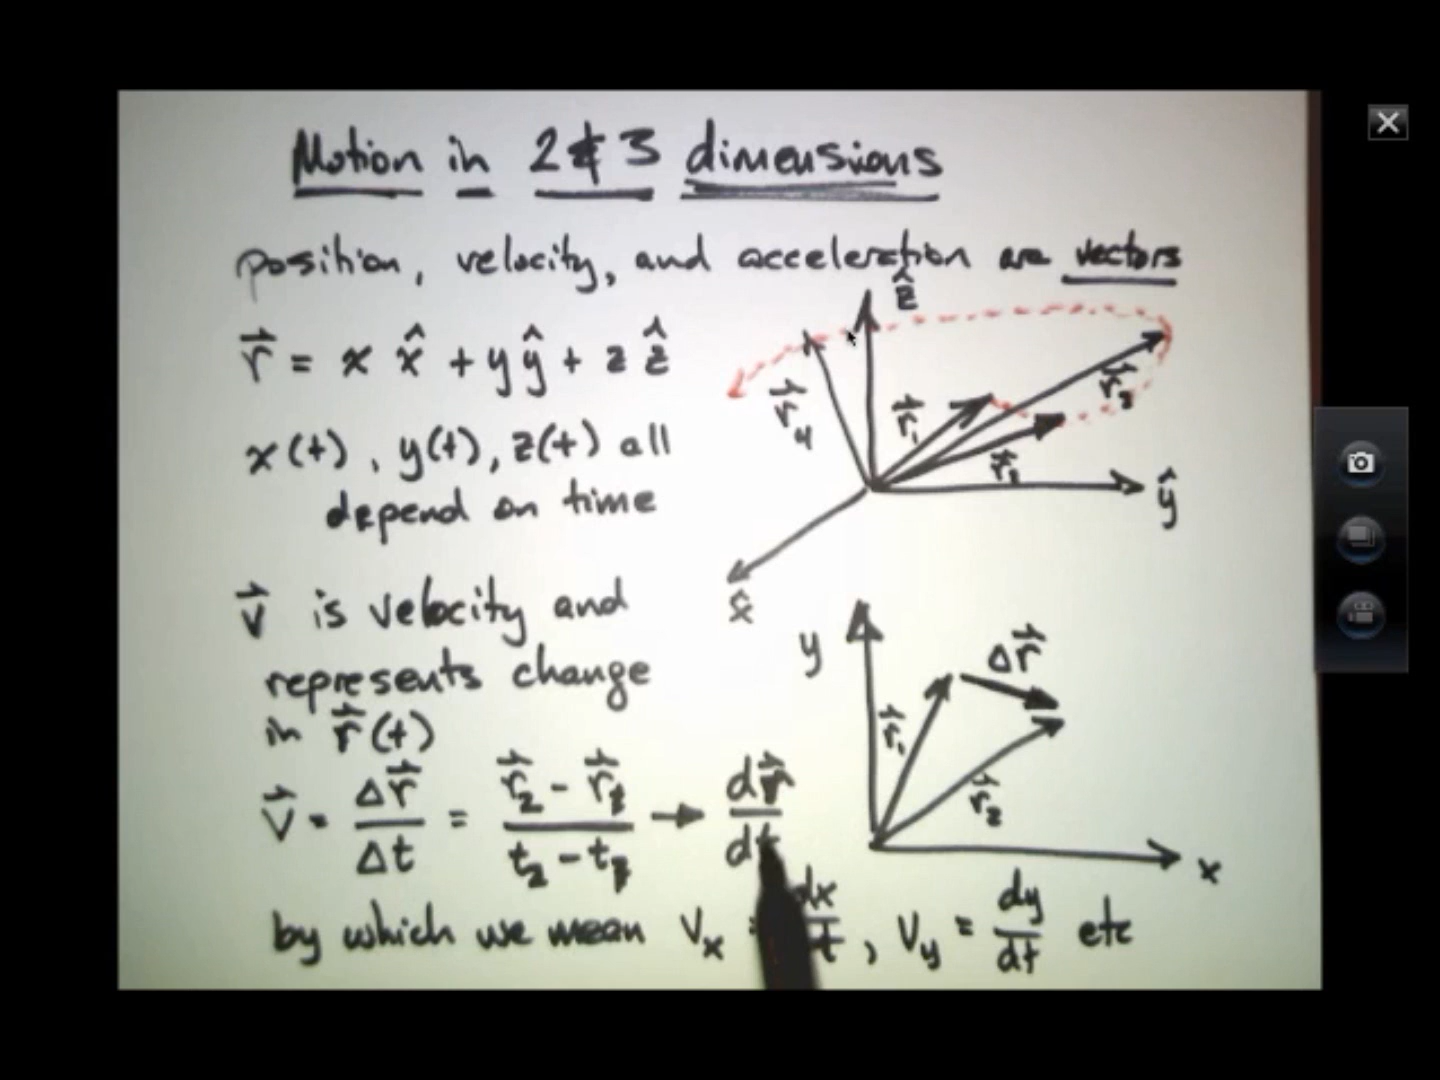 Motion in 2 & 3 dimensions
position, velocity, and acceleration are vectors
r⃗ = x x̂ + y ŷ + z ẑ
x(t), y(t), z(t) all
depend on time
v⃗ is velocity and
represents change
in r⃗(t)
v⃗ = Δr⃗/Δt = (r⃗₂ - r⃗₁)/(t₂ - t₁) → dr⃗/dt
by which we mean Vx = dx/dt, Vy = dy/dt etc
ẑ
r⃗₄
r⃗₁
r⃗₃
r⃗₂
ŷ
x̂
y
Δr⃗
r⃗₁
r⃗₂
x